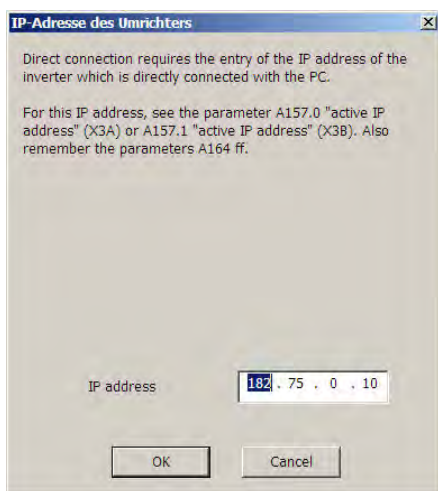 IP-Adresse des Umrichters
Direct connection requires the entry of the IP address of the
inverter which is directly connected with the PC.
For this IP address, see the parameter A157.0 "active IP
address" (X3A) or A157.1 "active IP address" (X3B). Also
remember the parameters A164 ff.
IP address 182 . 75 . 0 . 10
OK Cancel